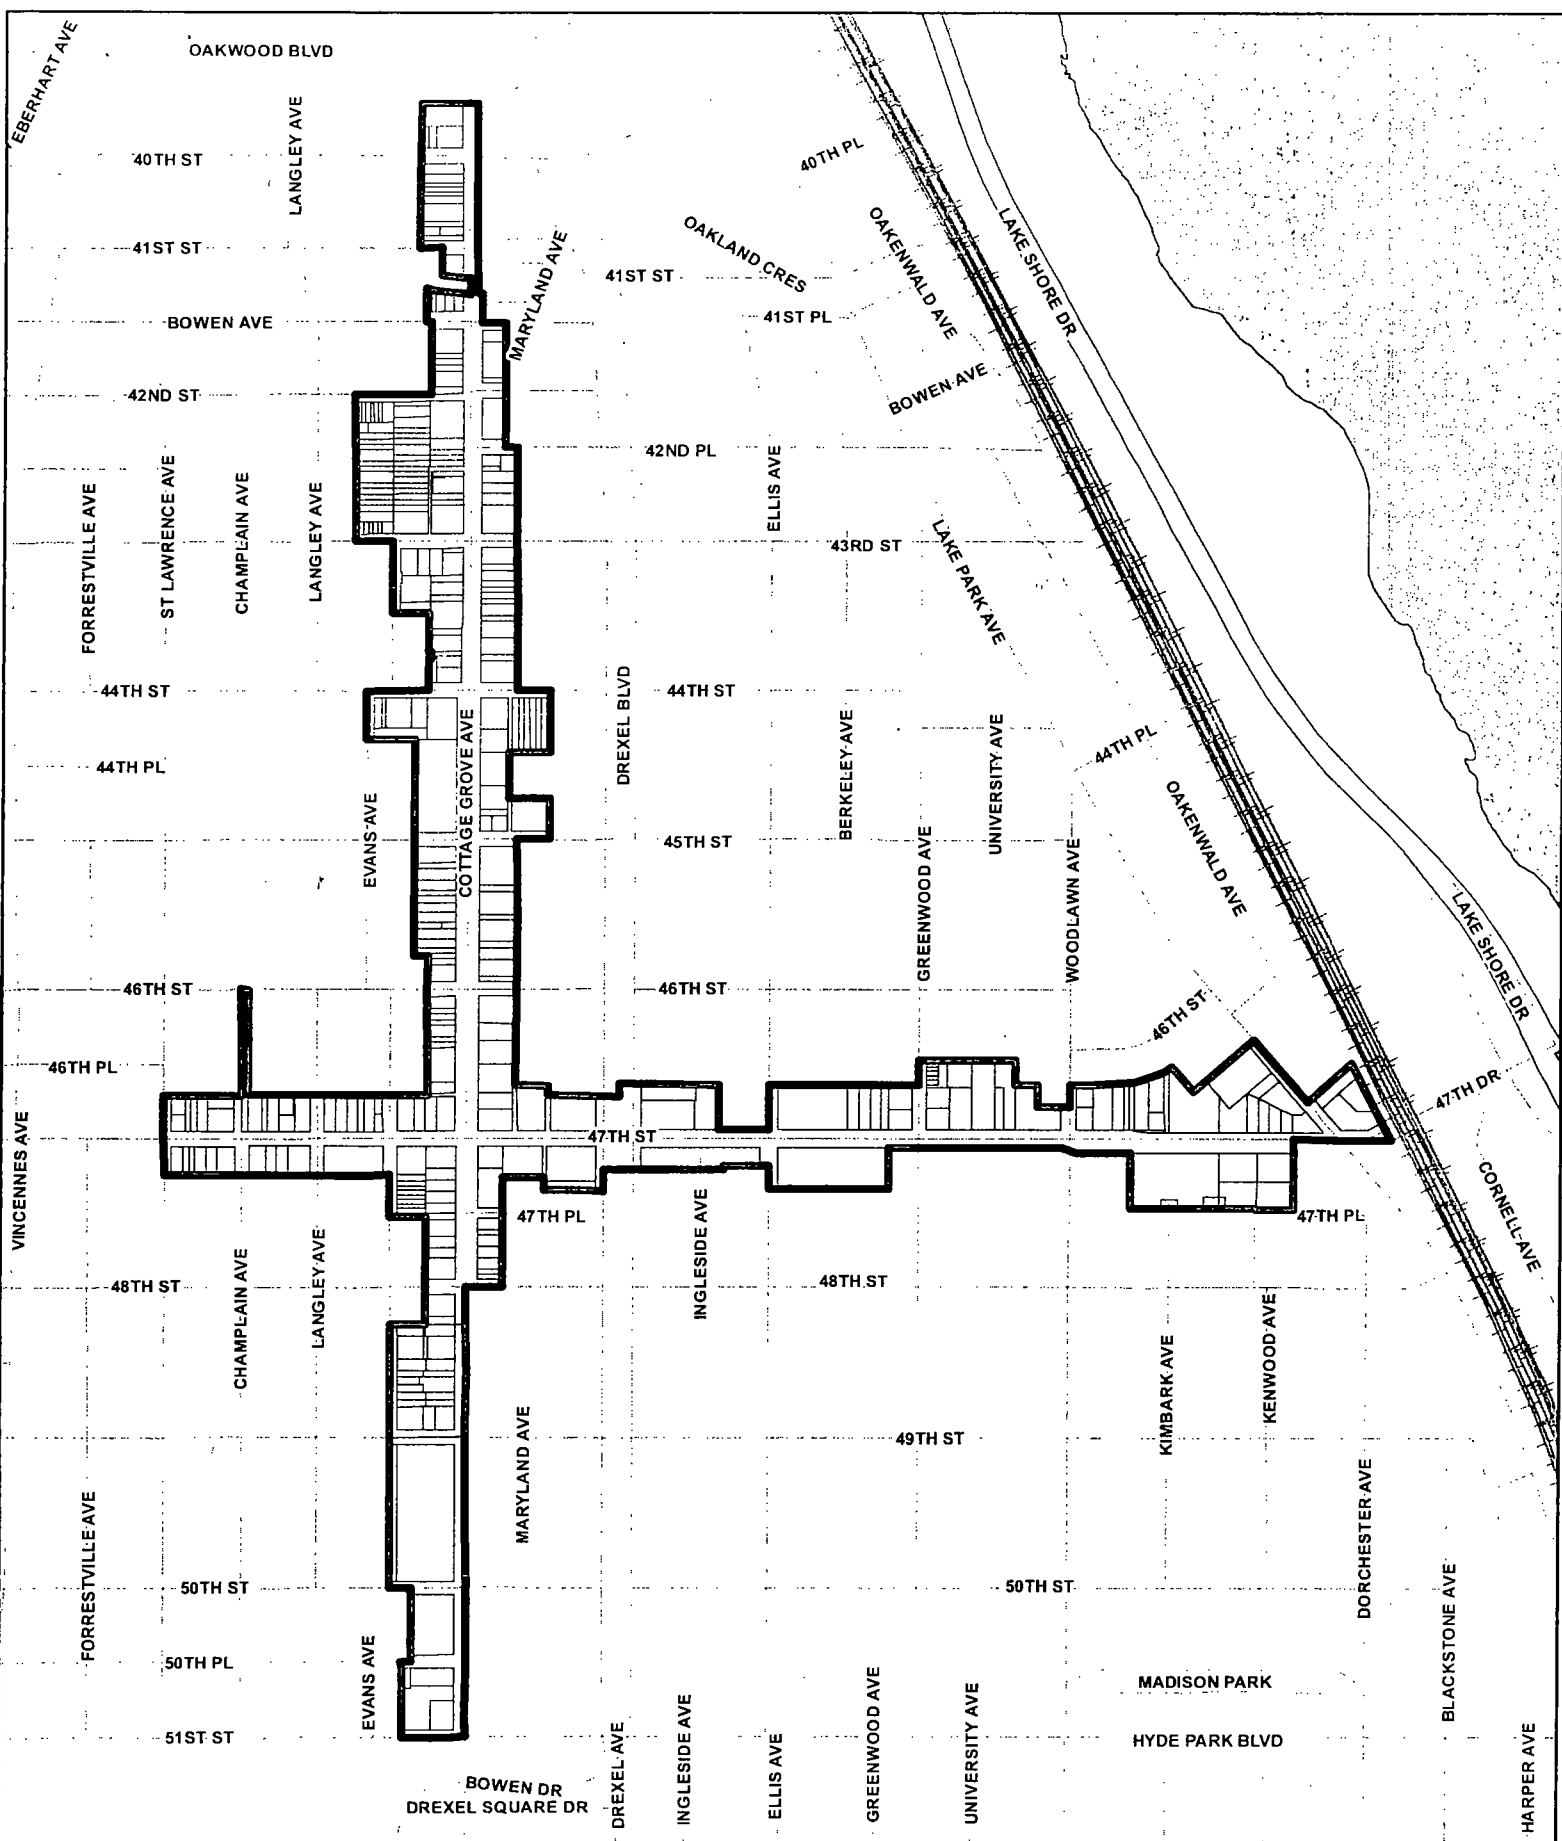 EBERHART AVE
OAKWOOD BLVD
LANGLEY AVE
40TH ST
40TH PL
41ST ST
MARYLAND AVE
OAKLAND CRES
OAKENWALD AVE
LAKE SHORE DR
41ST ST
41ST PL
BOWEN AVE
BOWEN AVE
42ND ST
42ND PL
ELLIS AVE
FORRESTVILLE AVE
ST LAWRENCE AVE
CHAMPLAIN AVE
LANGLEY AVE
43RD ST
LAKE PARK AVE
44TH ST
44TH ST
DREXEL BLVD
COTTAGE GROVE AVE
BERKELEY AVE
UNIVERSITY AVE
44TH PL
44TH PL
OAKENWALD AVE
EVANS AVE
45TH ST
GREENWOOD AVE
WOODLAWN AVE
LAKE SHORE DR
46TH ST
46TH ST
46TH ST
46TH PL
47TH DR
VINCENNES AVE
47TH ST
CORNELL AVE
47TH PL
47TH PL
INGLESIDE AVE
CHAMPLAIN AVE
LANGLEY AVE
48TH ST
48TH ST
KIMBARK AVE
KENWOOD AVE
MARYLAND AVE
49TH ST
DORCHESTER AVE
FORRESTVILLE AVE
50TH ST
50TH ST
BLACKSTONE AVE
50TH PL
EVANS AVE
MADISON PARK
51ST ST
HYDE PARK BLVD
BOWEN DR
DREXEL SQUARE DR
DREXEL AVE
INGLESIDE AVE
ELLIS AVE
GREENWOOD AVE
UNIVERSITY AVE
HARPER AVE